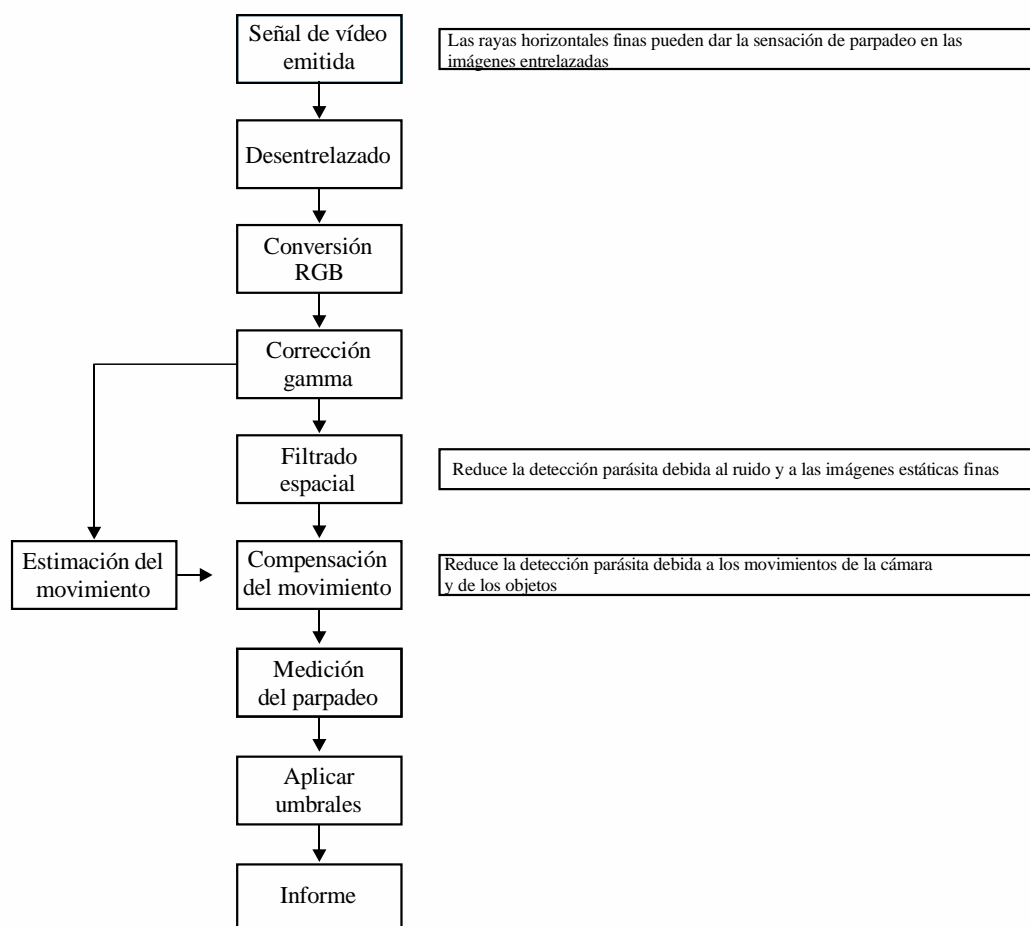 Señal de vídeo
emitida
Las rayas horizontales finas pueden dar la sensación de parpadeo en las
imágenes entrelazadas
Desentrelazado
Conversión
RGB
Corrección
gamma
Filtrado
espacial
Reduce la detección parásita debida al ruido y a las imágenes estáticas finas
Estimación del
movimiento
Compensación
del movimiento
Reduce la detección parásita debida a los movimientos de la cámara
y de los objetos
Medición
del parpadeo
Aplicar
umbrales
Informe